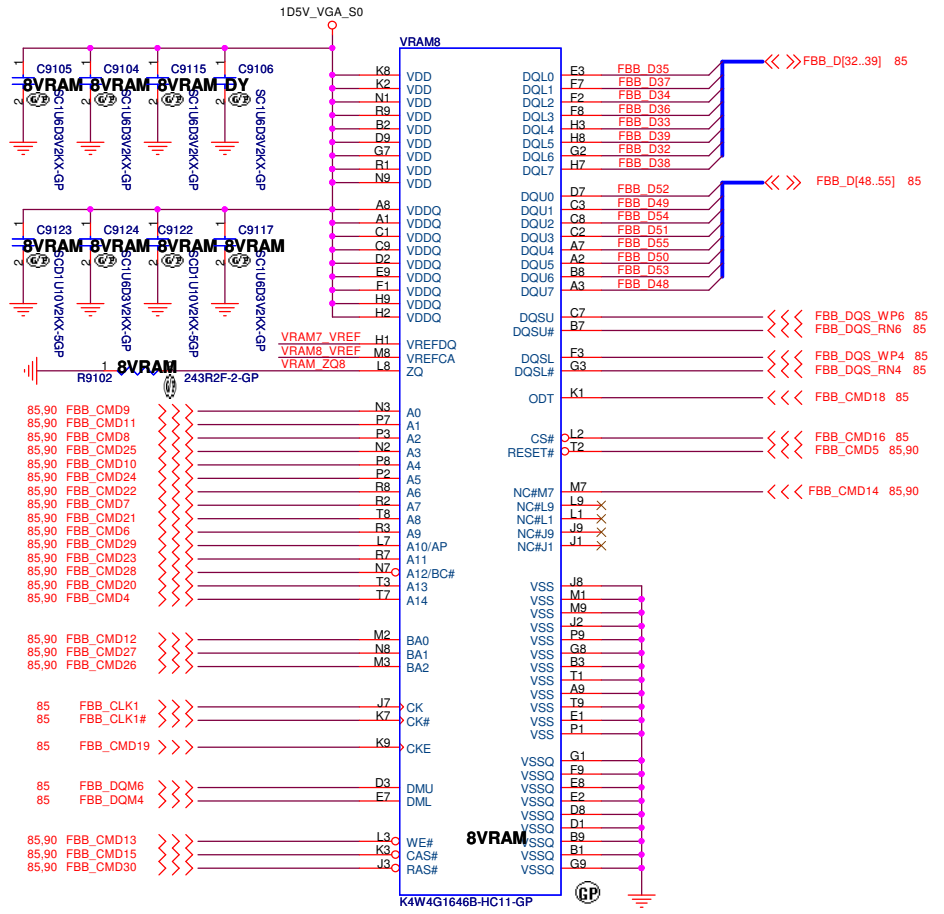 1D5V_VGA_S0
VRAM8
C9105 C9104 C9115 C9106
8VRAM 8VRAM 8VRAM DY
1 1 1 1
2 2 2 2
G/P G/P G/P G/P
SC1U6D3V2KX-GP SC1U6D3V2KX-GP SC1U6D3V2KX-GP SC1U6D3V2KX-GP
C9123 C9124 C9122 C9117
8VRAM 8VRAM 8VRAM 8VRAM
1 1 1 1
2 2 2 2
G/P G/P G/P G/P
SCD1U10V2KX-5GP SC1U6D3V2KX-GP SCD1U10V2KX-5GP SC1U6D3V2KX-GP
K8 VDD
K2 VDD
N1 VDD
R9 VDD
B2 VDD
D9 VDD
G7 VDD
R1 VDD
N9 VDD
A8 VDDQ
A1 VDDQ
C1 VDDQ
C9 VDDQ
D2 VDDQ
E9 VDDQ
F1 VDDQ
H9 VDDQ
H2 VDDQ
VRAM7_VREF H1 VREFDQ
VRAM8_VREF M8 VREFCA
VRAM_ZQ8 L8 ZQ
1 8VRAM
R9102 243R2F-2-GP
85,90 FBB_CMD9 N3 A0
85,90 FBB_CMD11 P7 A1
85,90 FBB_CMD8 P3 A2
85,90 FBB_CMD25 N2 A3
85,90 FBB_CMD10 P8 A4
85,90 FBB_CMD24 P2 A5
85,90 FBB_CMD22 R8 A6
85,90 FBB_CMD7 R2 A7
85,90 FBB_CMD21 T8 A8
85,90 FBB_CMD6 R3 A9
85,90 FBB_CMD29 L7 A10/AP
85,90 FBB_CMD23 R7 A11
85,90 FBB_CMD28 N7 A12/BC#
85,90 FBB_CMD20 T3 A13
85,90 FBB_CMD4 T7 A14
85,90 FBB_CMD12 M2 BA0
85,90 FBB_CMD27 N8 BA1
85,90 FBB_CMD26 M3 BA2
85 FBB_CLK1 J7 CK
85 FBB_CLK1# K7 CK#
85 FBB_CMD19 K9 CKE
85 FBB_DQM6 D3 DMU
85 FBB_DQM4 E7 DML
85,90 FBB_CMD13 L3 WE#
85,90 FBB_CMD15 K3 CAS#
85,90 FBB_CMD30 J3 RAS#
DQL0 E3 FBB_D35
DQL1 F7 FBB_D37
DQL2 F2 FBB_D34
DQL3 F8 FBB_D36
DQL4 H3 FBB_D33
DQL5 H8 FBB_D39
DQL6 G2 FBB_D32
DQL7 H7 FBB_D38
FBB_D[32..39] 85
DQU0 D7 FBB_D52
DQU1 C3 FBB_D49
DQU2 C8 FBB_D54
DQU3 C2 FBB_D51
DQU4 A7 FBB_D55
DQU5 A2 FBB_D50
DQU6 B8 FBB_D53
DQU7 A3 FBB_D48
FBB_D[48..55] 85
DQSU C7 FBB_DQS_WP6 85
DQSU# B7 FBB_DQS_RN6 85
DQSL F3 FBB_DQS_WP4 85
DQSL# G3 FBB_DQS_RN4 85
ODT K1 FBB_CMD18 85
CS# L2 FBB_CMD16 85
RESET# T2 FBB_CMD5 85,90
NC#M7 M7 FBB_CMD14 85,90
NC#L9 L9
NC#L1 L1
NC#J9 J9
NC#J1 J1
VSS J8
VSS M1
VSS M9
VSS J2
VSS P9
VSS G8
VSS B3
VSS T1
VSS A9
VSS T9
VSS E1
VSS P1
VSSQ G1
VSSQ F9
VSSQ E8
VSSQ E2
VSSQ D8
VSSQ D1
VSSQ B9
VSSQ B1
VSSQ G9
8VRAM
GP
K4W4G1646B-HC11-GP